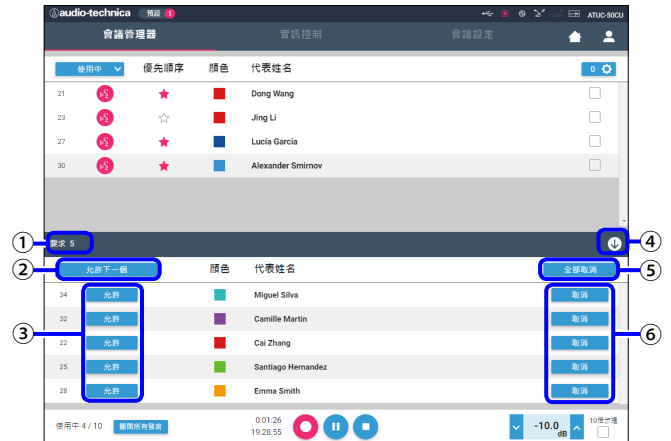 audio-technica 預設 1 ATUC-50CU
會議管理器 音訊控制 會議設定
使用中 優先順序 顏色 代表姓名 0
21 Dong Wang
23 Jing Li
27 Lucía García
30 Alexander Smirnov
① 要求 5 ④
② 允許下一個 顏色 代表姓名 全部取消 ⑤
34 允許 Miguel Silva 取消
32 允許 Camille Martin 取消
③ 22 允許 Cai Zhang 取消 ⑥
25 允許 Santiago Hernandez 取消
28 允許 Emma Smith 取消
使用中 4 / 10 關閉所有發言 0:01:26 19:28:55 -10.0 dB 10倍步進